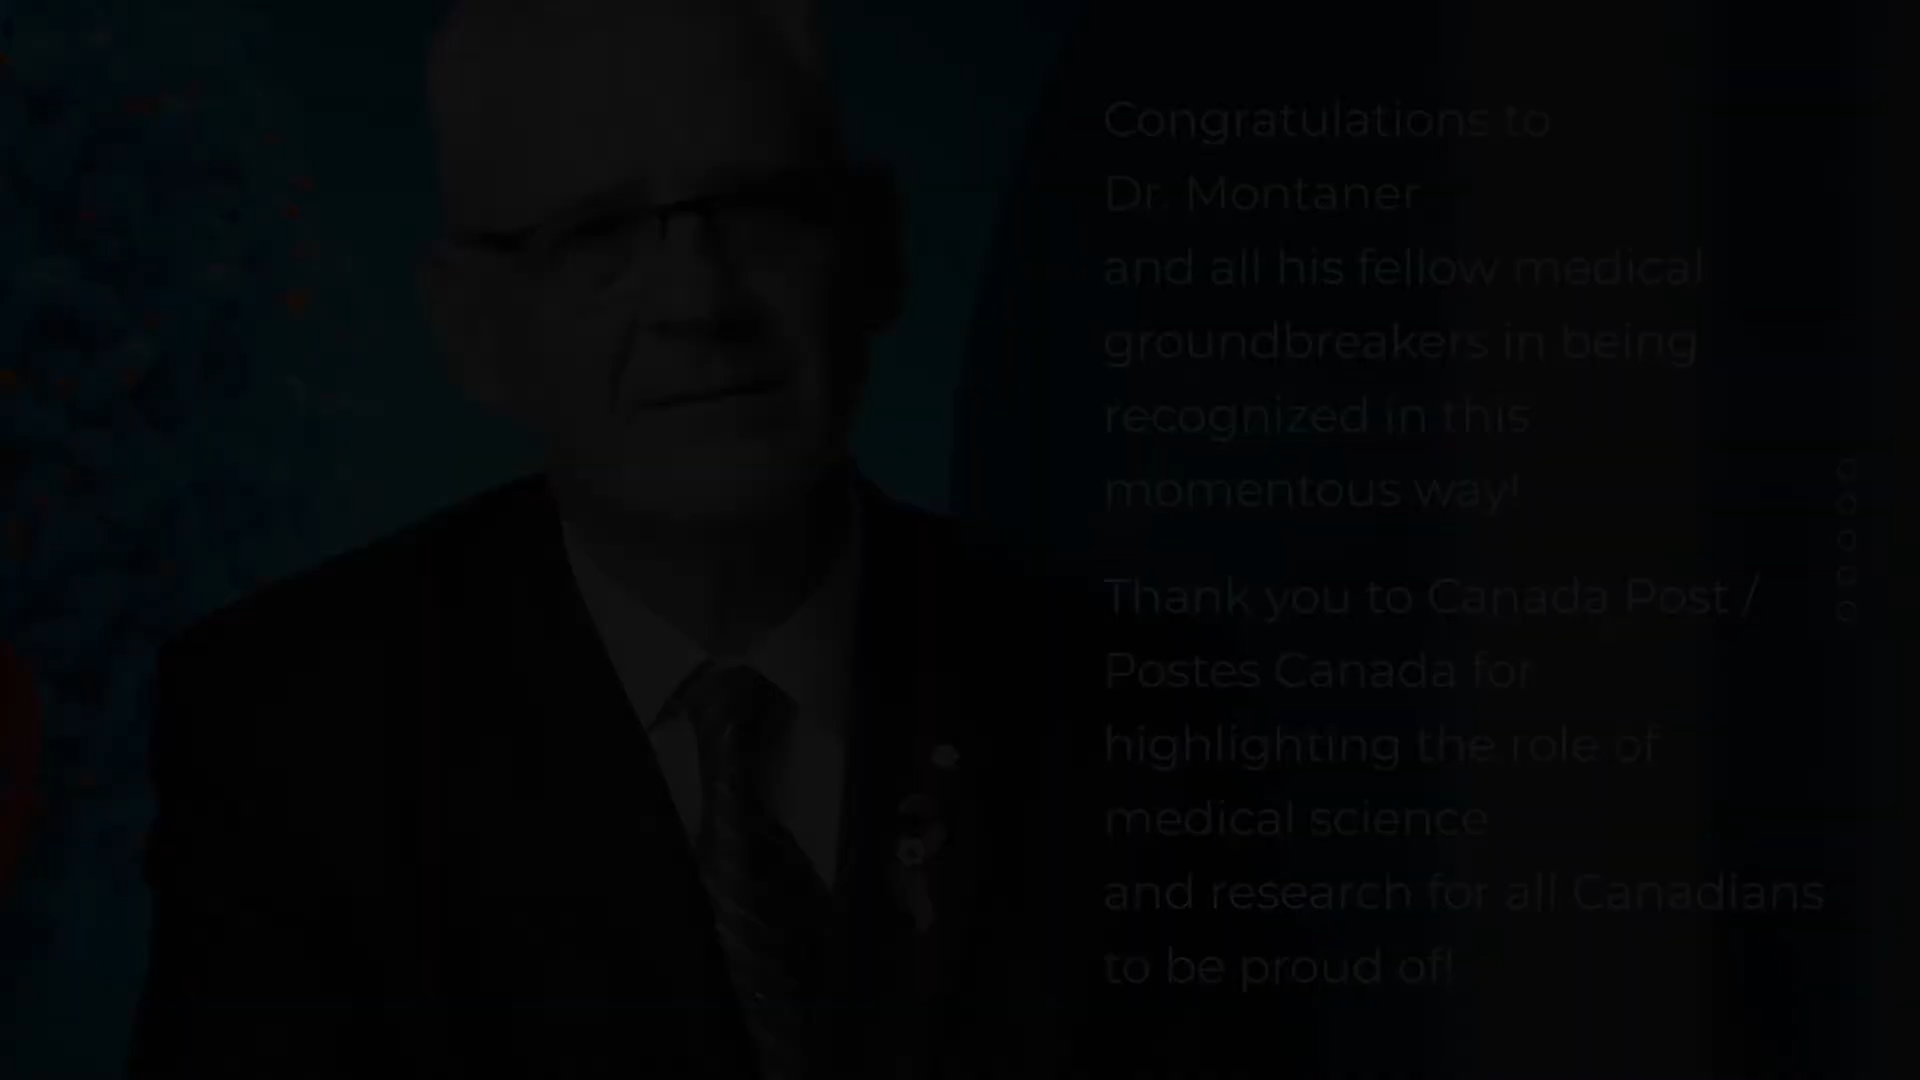 Congratulations to
Dr. Montaner
and all his fellow medical
groundbreakers in being
recognized in this
momentous way!
Thank you to Canada Post /
Postes Canada for
highlighting the role of
medical science
and research for all Canadians
to be proud of!